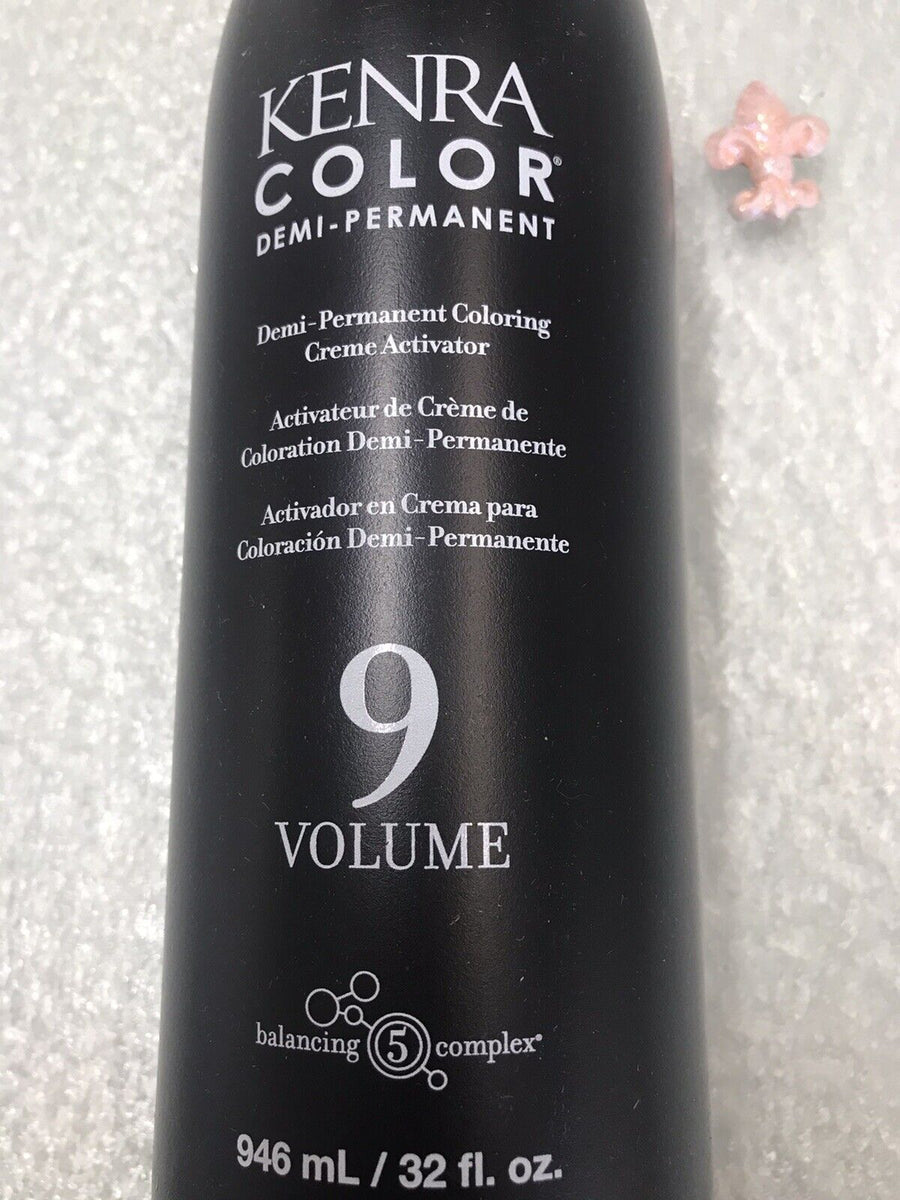 KENRA
COLOR®
DEMI-PERMANENT
Demi-Permanent Coloring
Creme Activator
Activateur de Crème de
Coloration Demi-Permanente
Activador en Crema para
Coloración Demi-Permanente
9
VOLUME
balancing 5 complex®
946 mL / 32 fl. oz.